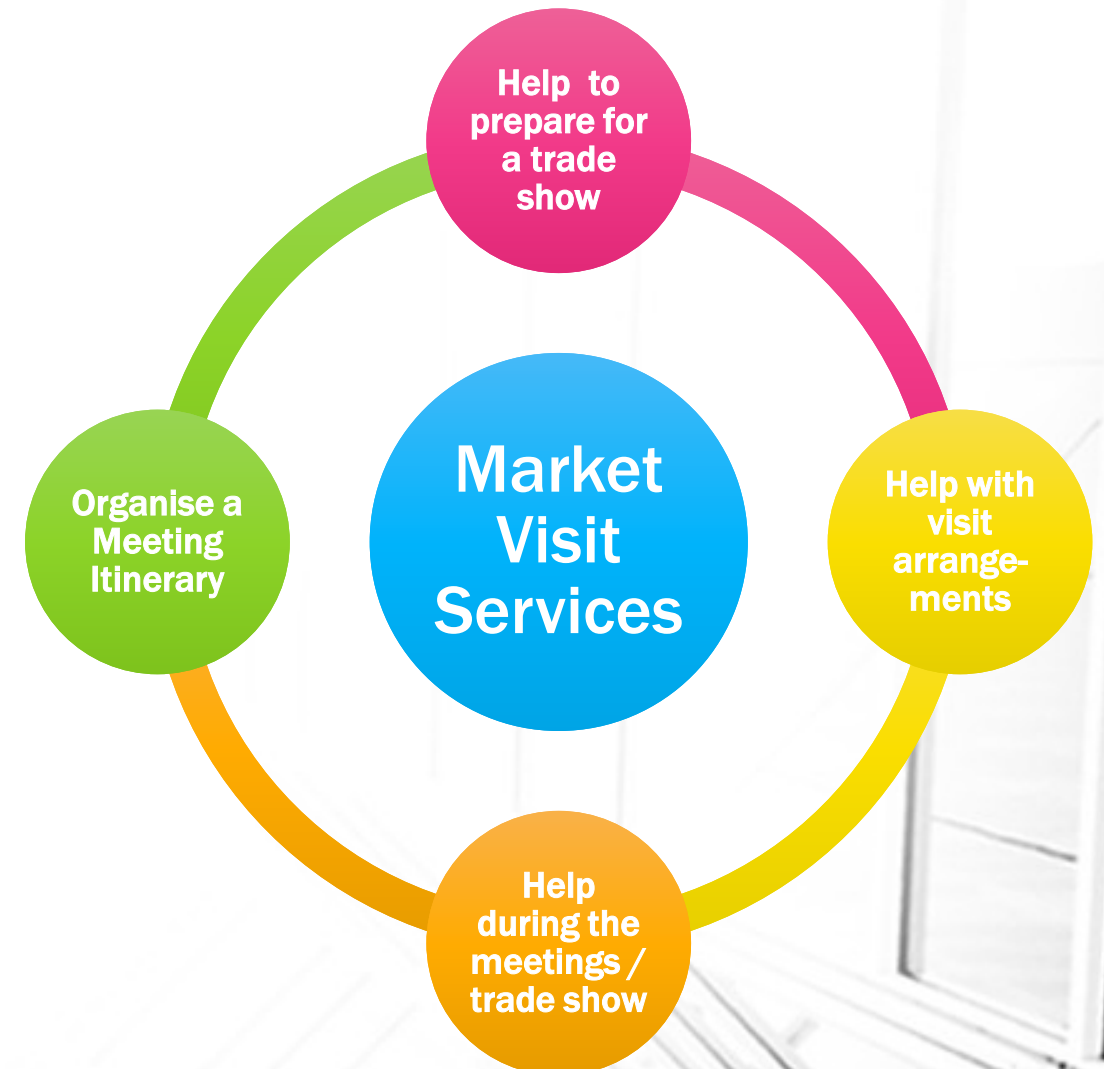 Help to
prepare for
a trade
show
Organise a
Meeting
Itinerary
Market
Visit
Services
Help with
visit
arrange-
ments
Help
during the
meetings /
trade show